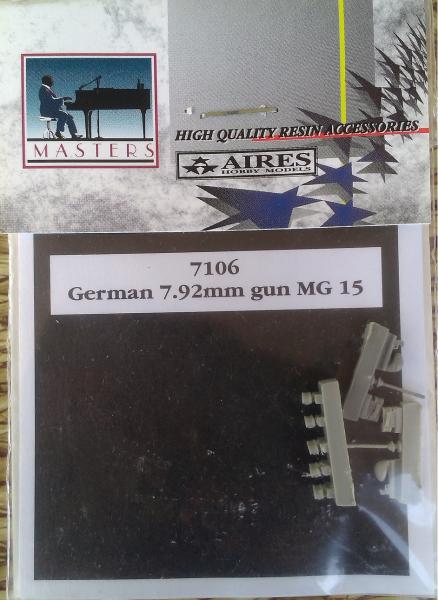 MASTERS
HIGH QUALITY RESIN ACCESSORIES
AIRES
HOBBY MODELS
7106
German 7.92mm gun MG 15